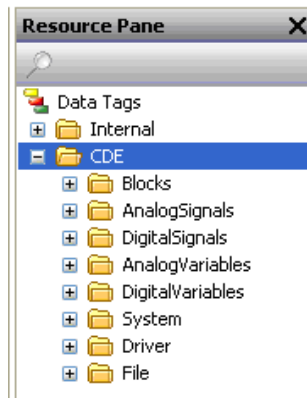 Resource Pane
Data Tags
Internal
CDE
Blocks
AnalogSignals
DigitalSignals
AnalogVariables
DigitalVariables
System
Driver
File